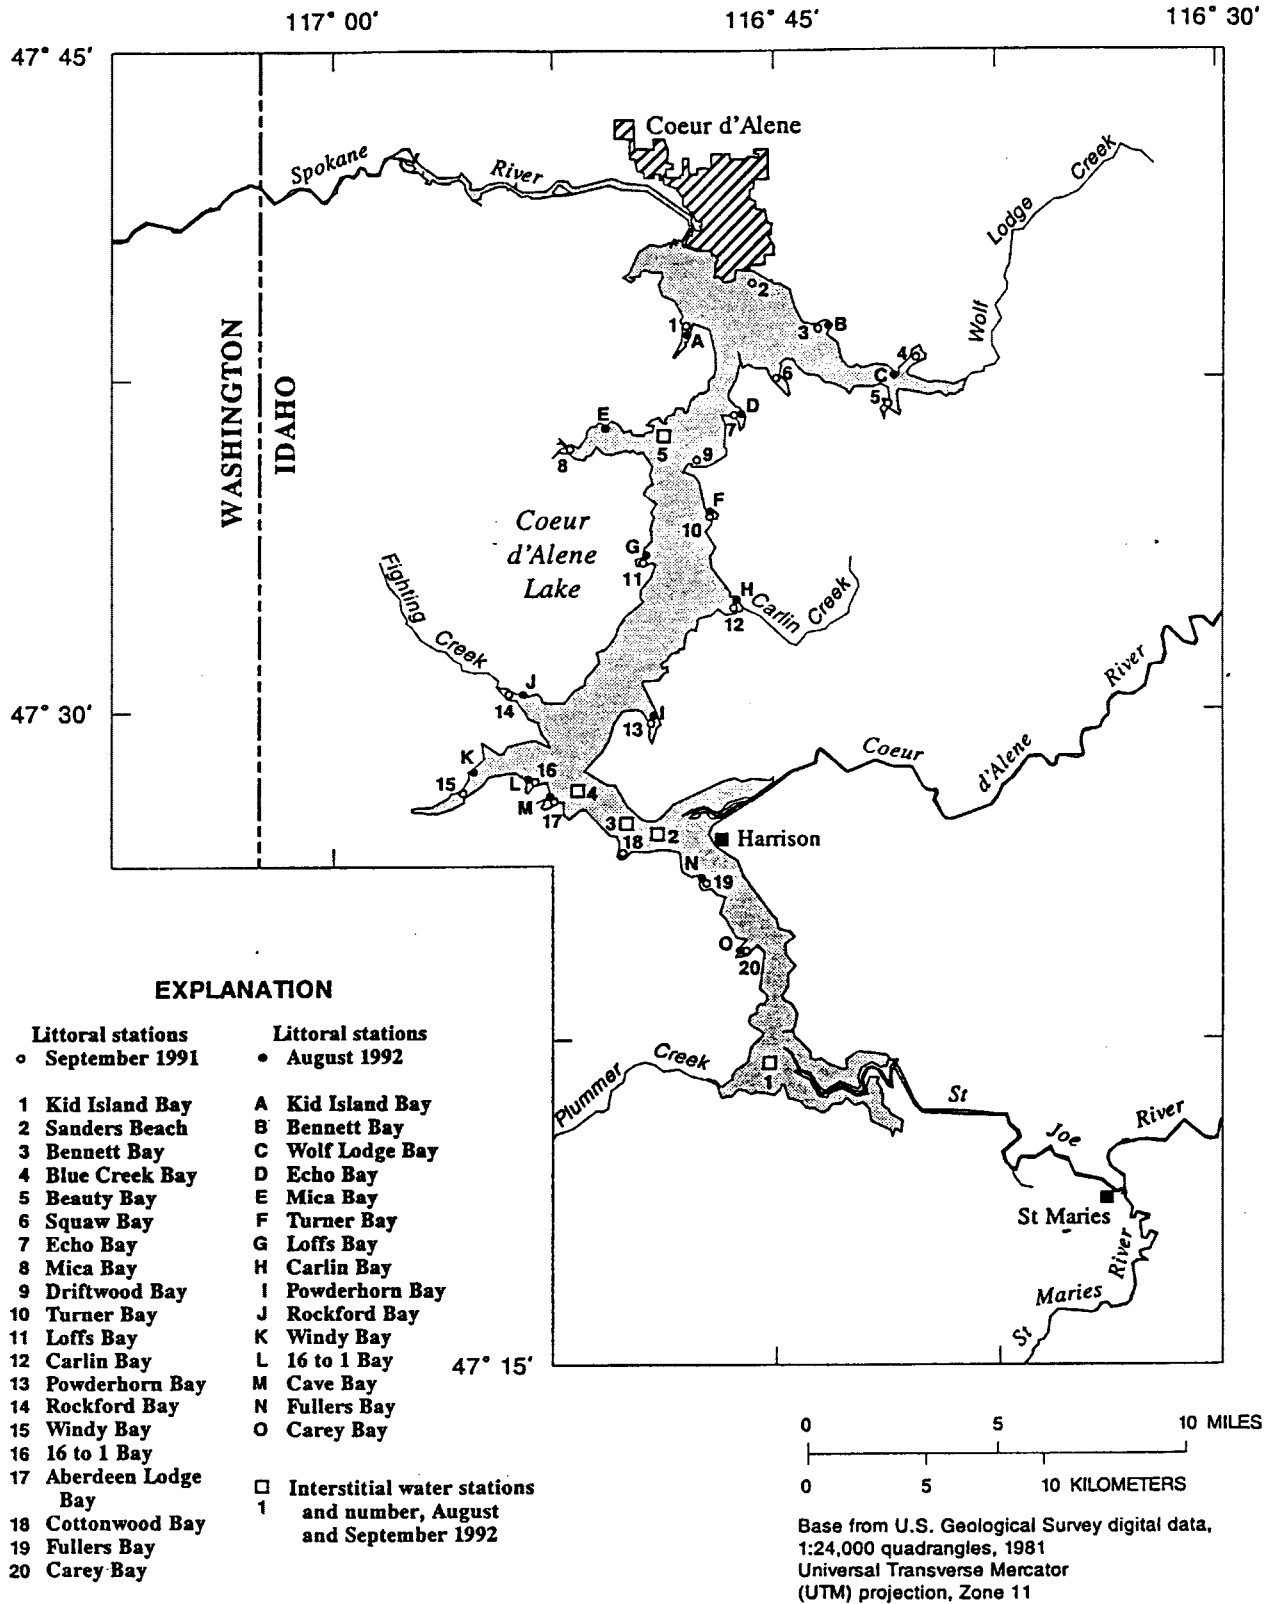 117° 00′
116° 45′
116° 30′
47° 45′
Coeur d'Alene
Spokane
River
Lodge
Creek
Wolf
2
1
A
3
B
4
C
5
6
WASHINGTON
IDAHO
D
7
E
8
5
9
F
10
Coeur
d'Alene
Lake
G
11
Fighting
Creek
H
12
Carlin
Creek
J
14
47° 30′
I
13
River
Coeur
d'Alene
K
15
L
16
M
17
4
3
2
18
Harrison
N
19
O
20
Plummer
Creek
1
St
Joe
River
St Maries
St
Maries
River
47° 15′
EXPLANATION
Littoral stations
September 1991
1 Kid Island Bay
2 Sanders Beach
3 Bennett Bay
4 Blue Creek Bay
5 Beauty Bay
6 Squaw Bay
7 Echo Bay
8 Mica Bay
9 Driftwood Bay
10 Turner Bay
11 Loffs Bay
12 Carlin Bay
13 Powderhorn Bay
14 Rockford Bay
15 Windy Bay
16 16 to 1 Bay
17 Aberdeen Lodge
Bay
18 Cottonwood Bay
19 Fullers Bay
20 Carey Bay
Littoral stations
August 1992
A Kid Island Bay
B Bennett Bay
C Wolf Lodge Bay
D Echo Bay
E Mica Bay
F Turner Bay
G Loffs Bay
H Carlin Bay
I Powderhorn Bay
J Rockford Bay
K Windy Bay
L 16 to 1 Bay
M Cave Bay
N Fullers Bay
O Carey Bay
Interstitial water stations
1 and number, August
and September 1992
0 5 10 MILES
0 5 10 KILOMETERS
Base from U.S. Geological Survey digital data,
1:24,000 quadrangles, 1981
Universal Transverse Mercator
(UTM) projection, Zone 11